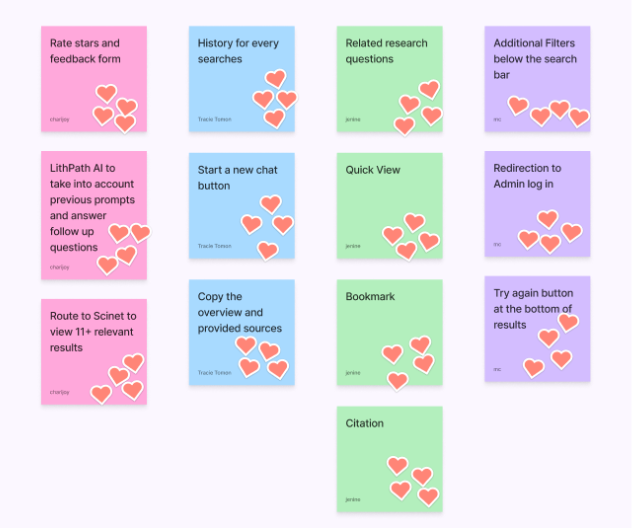 Rate stars and
feedback form
charijoy
LithPath AI to
take into account
previous prompts
and answer
follow up
questions
charijoy
Route to Scinet to
view 11+ relevant
results
charijoy
History for every
searches
Tracie Tomon
Start a new chat
button
Tracie Tomon
Copy the
overview and
provided sources
Tracie Tomon
Related research
questions
jenine
Quick View
jenine
Bookmark
jenine
Citation
jenine
Additional Filters
below the search
bar
mc
Redirection to
Admin log in
mc
Try again button
at the bottom of
results
mc